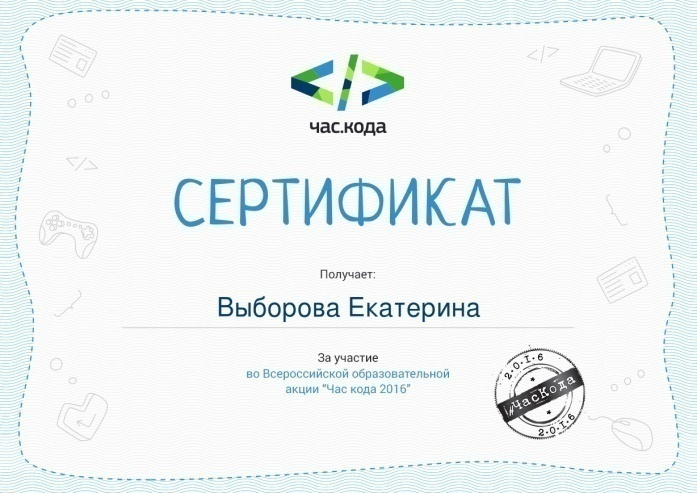 </>
час.кода
СЕРТИФИКАТ
Получает:
Выборова Екатерина
За участие
во Всероссийской образовательной
акции "Час кода 2016"
2.0.1.6
#ЧасКода
2.0.1.6